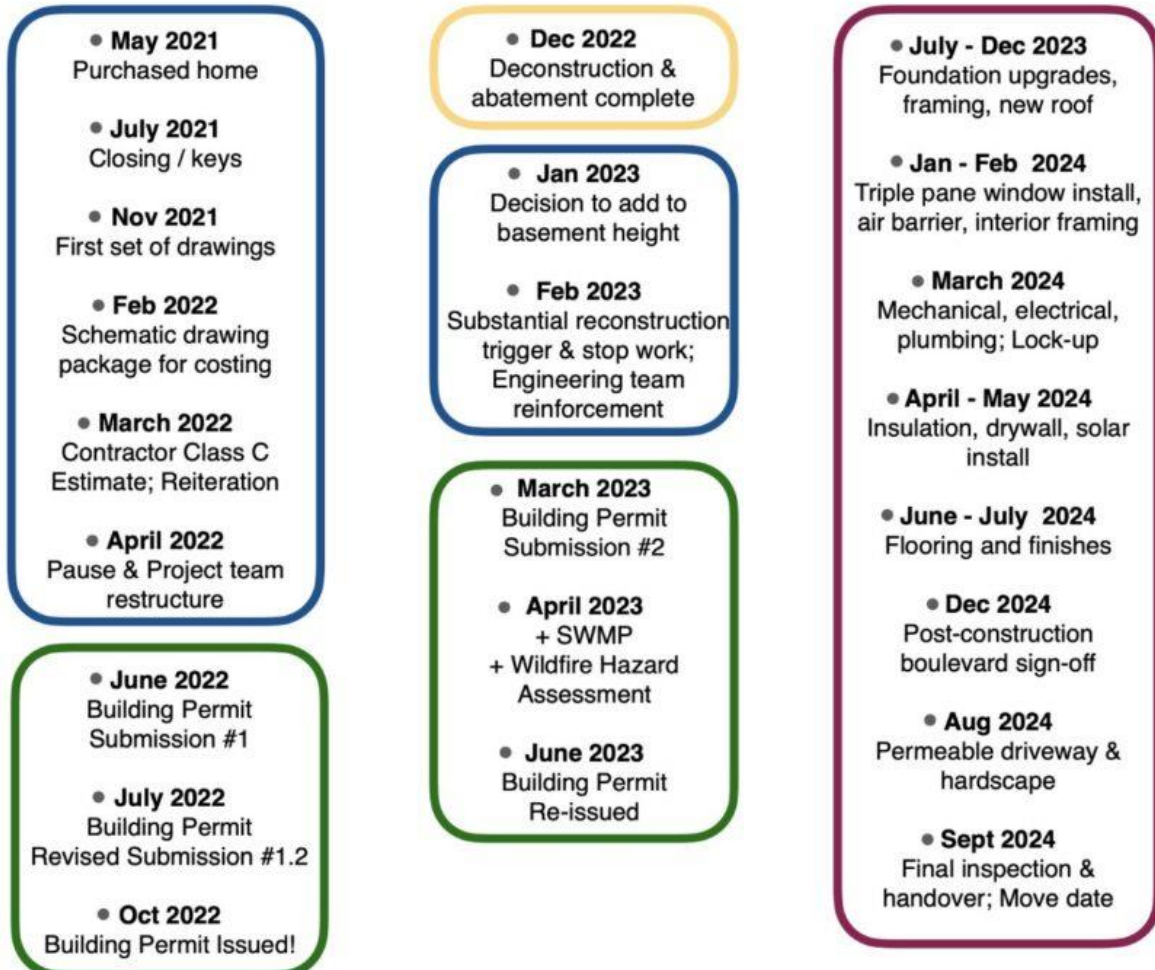 • May 2021
Purchased home
• July 2021
Closing / keys
• Nov 2021
First set of drawings
• Feb 2022
Schematic drawing
package for costing
• March 2022
Contractor Class C
Estimate; Reiteration
• April 2022
Pause & Project team
restructure
• June 2022
Building Permit
Submission #1
• July 2022
Building Permit
Revised Submission #1.2
• Oct 2022
Building Permit Issued!
• Dec 2022
Deconstruction &
abatement complete
• Jan 2023
Decision to add to
basement height
• Feb 2023
Substantial reconstruction
trigger & stop work;
Engineering team
reinforcement
• March 2023
Building Permit
Submission #2
• April 2023
+ SWMP
+ Wildfire Hazard
Assessment
• June 2023
Building Permit
Re-issued
• July - Dec 2023
Foundation upgrades,
framing, new roof
• Jan - Feb 2024
Triple pane window install,
air barrier, interior framing
• March 2024
Mechanical, electrical,
plumbing; Lock-up
• April - May 2024
Insulation, drywall, solar
install
• June - July 2024
Flooring and finishes
• Dec 2024
Post-construction
boulevard sign-off
• Aug 2024
Permeable driveway &
hardscape
• Sept 2024
Final inspection &
handover; Move date